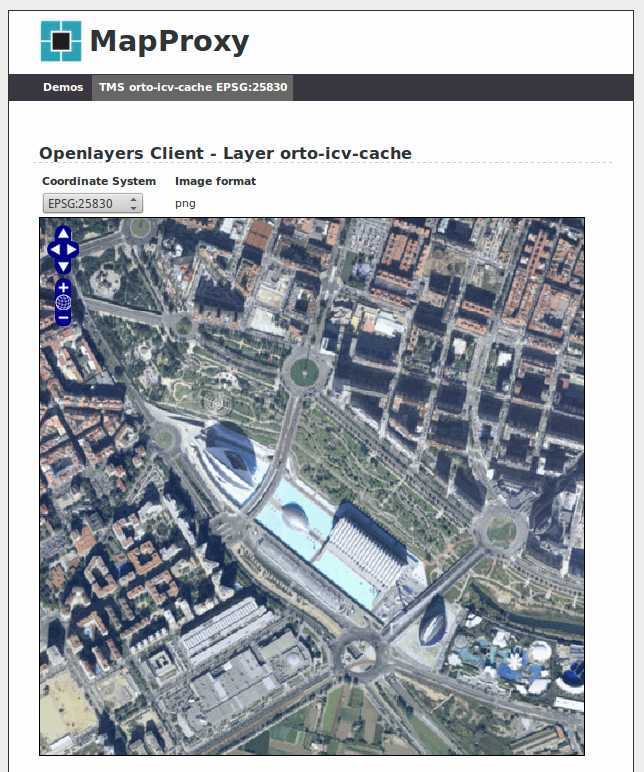 MapProxy
Demos TMS orto-icv-cache EPSG:25830
Openlayers Client - Layer orto-icv-cache
Coordinate System Image format
EPSG:25830 png